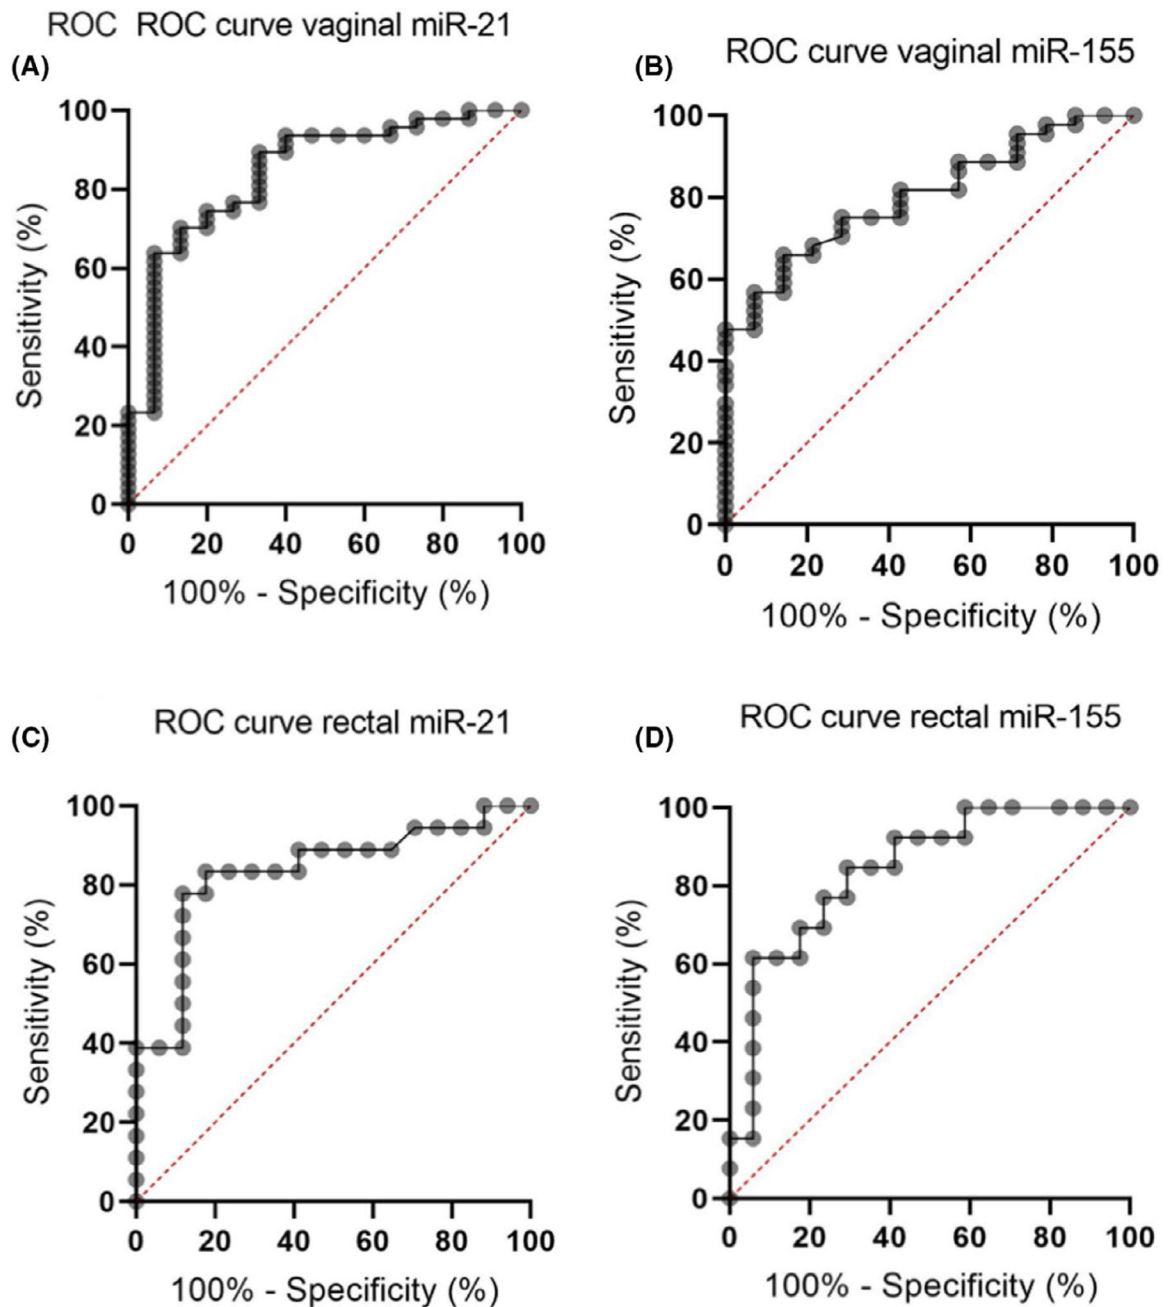 ROC ROC curve vaginal miR-21
(A)
100
80
60
40
20
0
Sensitivity (%)
0 20 40 60 80 100
100% - Specificity (%)
ROC curve vaginal miR-155
(B)
100
80
60
40
20
0
Sensitivity (%)
0 20 40 60 80 100
100% - Specificity (%)
ROC curve rectal miR-21
(C)
100
80
60
40
20
0
Sensitivity (%)
0 20 40 60 80 100
100% - Specificity (%)
ROC curve rectal miR-155
(D)
100
80
60
40
20
0
Sensitivity (%)
0 20 40 60 80 100
100% - Specificity (%)